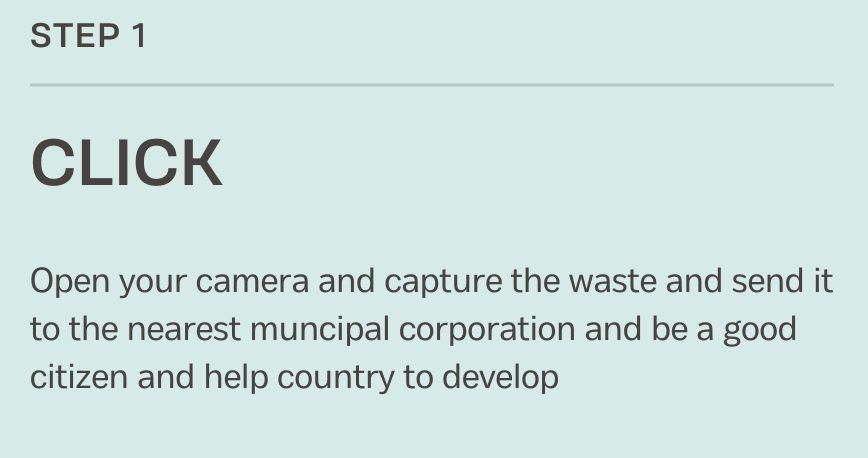 STEP 1
CLICK
Open your camera and capture the waste and send it
to the nearest muncipal corporation and be a good
citizen and help country to develop